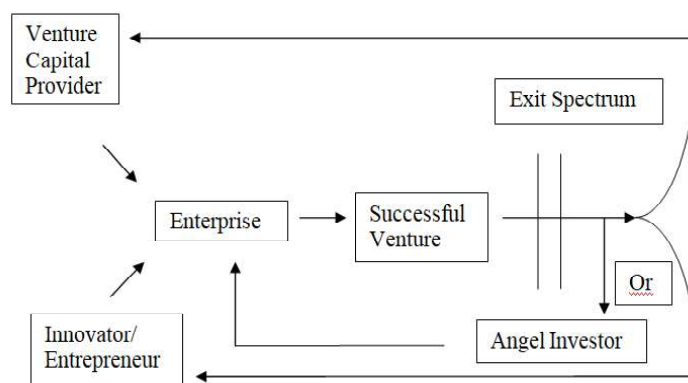 Venture
Capital
Provider
Exit Spectrum
Enterprise
Successful
Venture
Or
Innovator/
Entrepreneur
Angel Investor